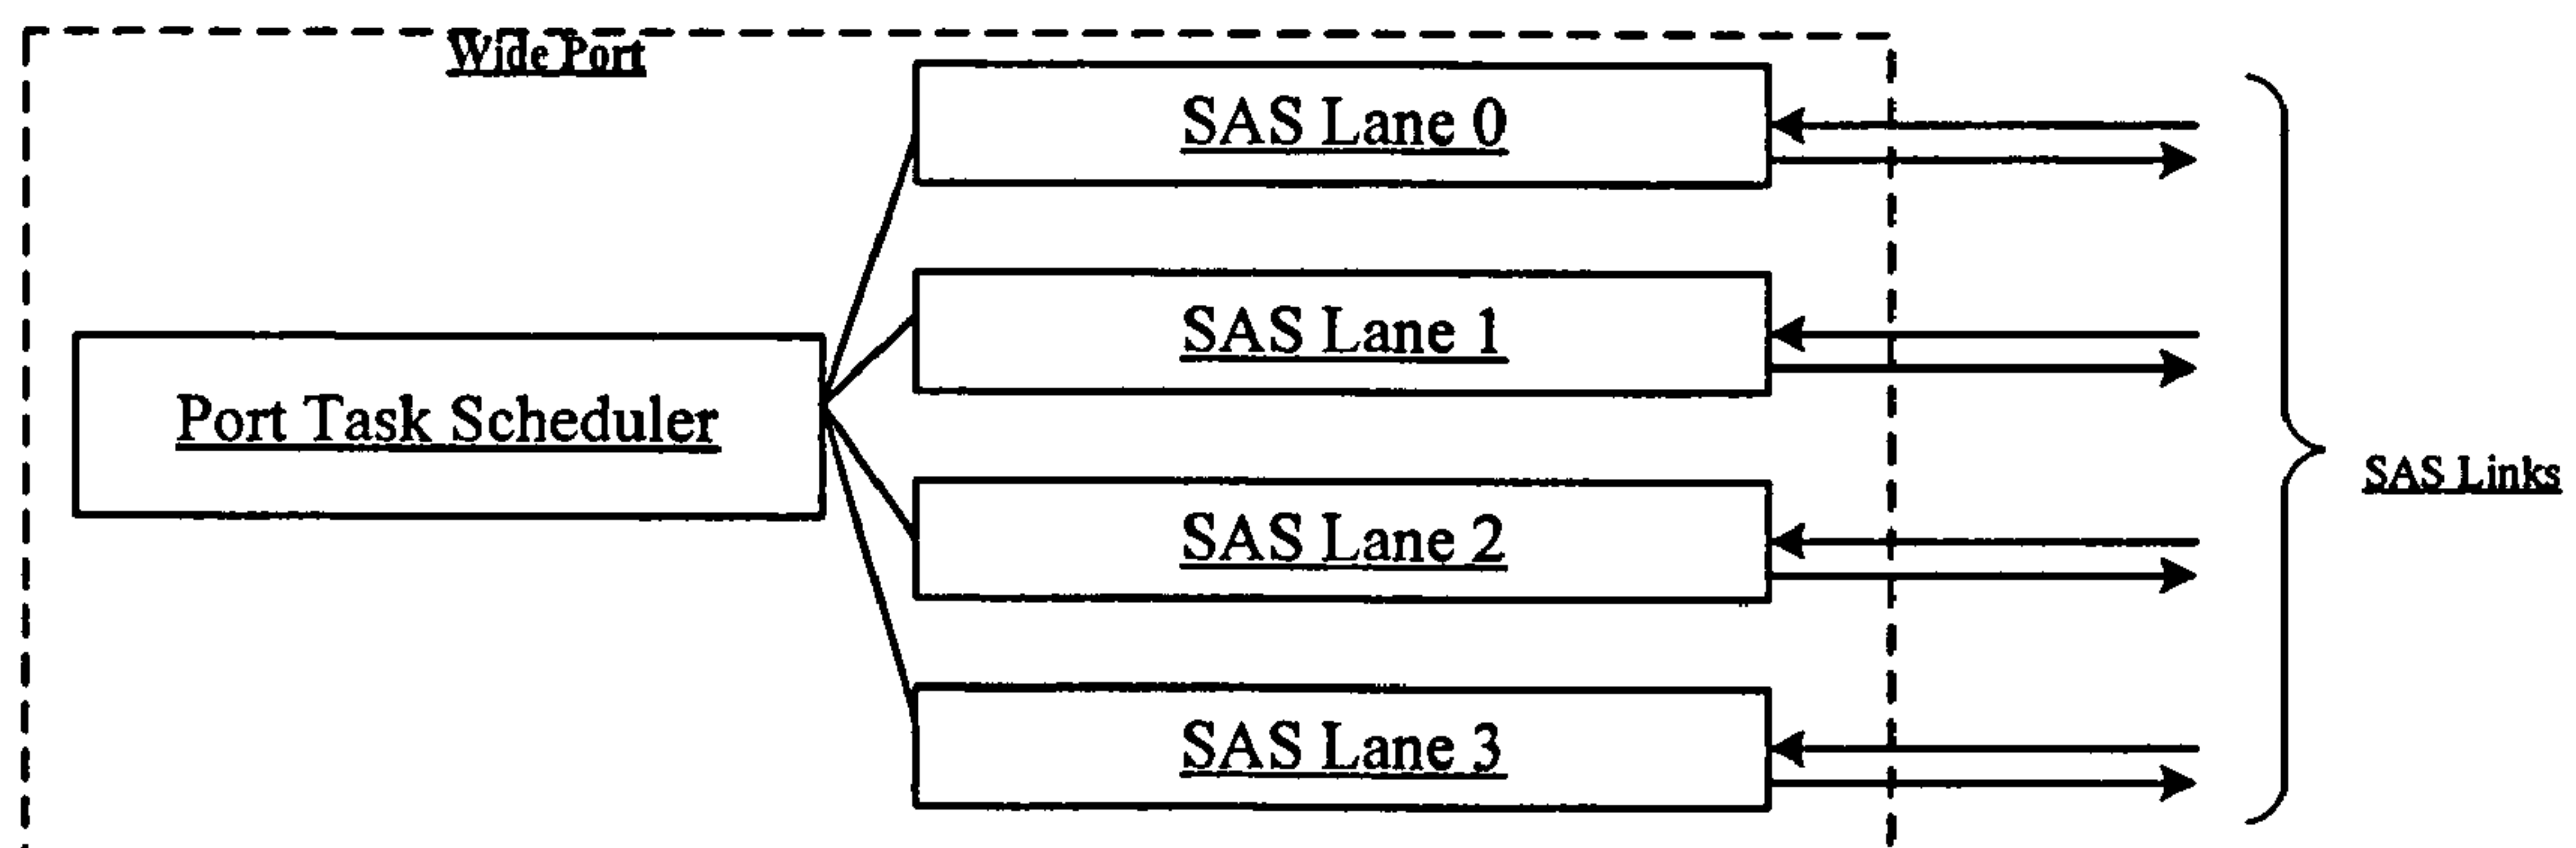 Wide Port
SAS Lane 0
SAS Lane 1
Port Task Scheduler
SAS Links
SAS Lane 2
SAS Lane 3